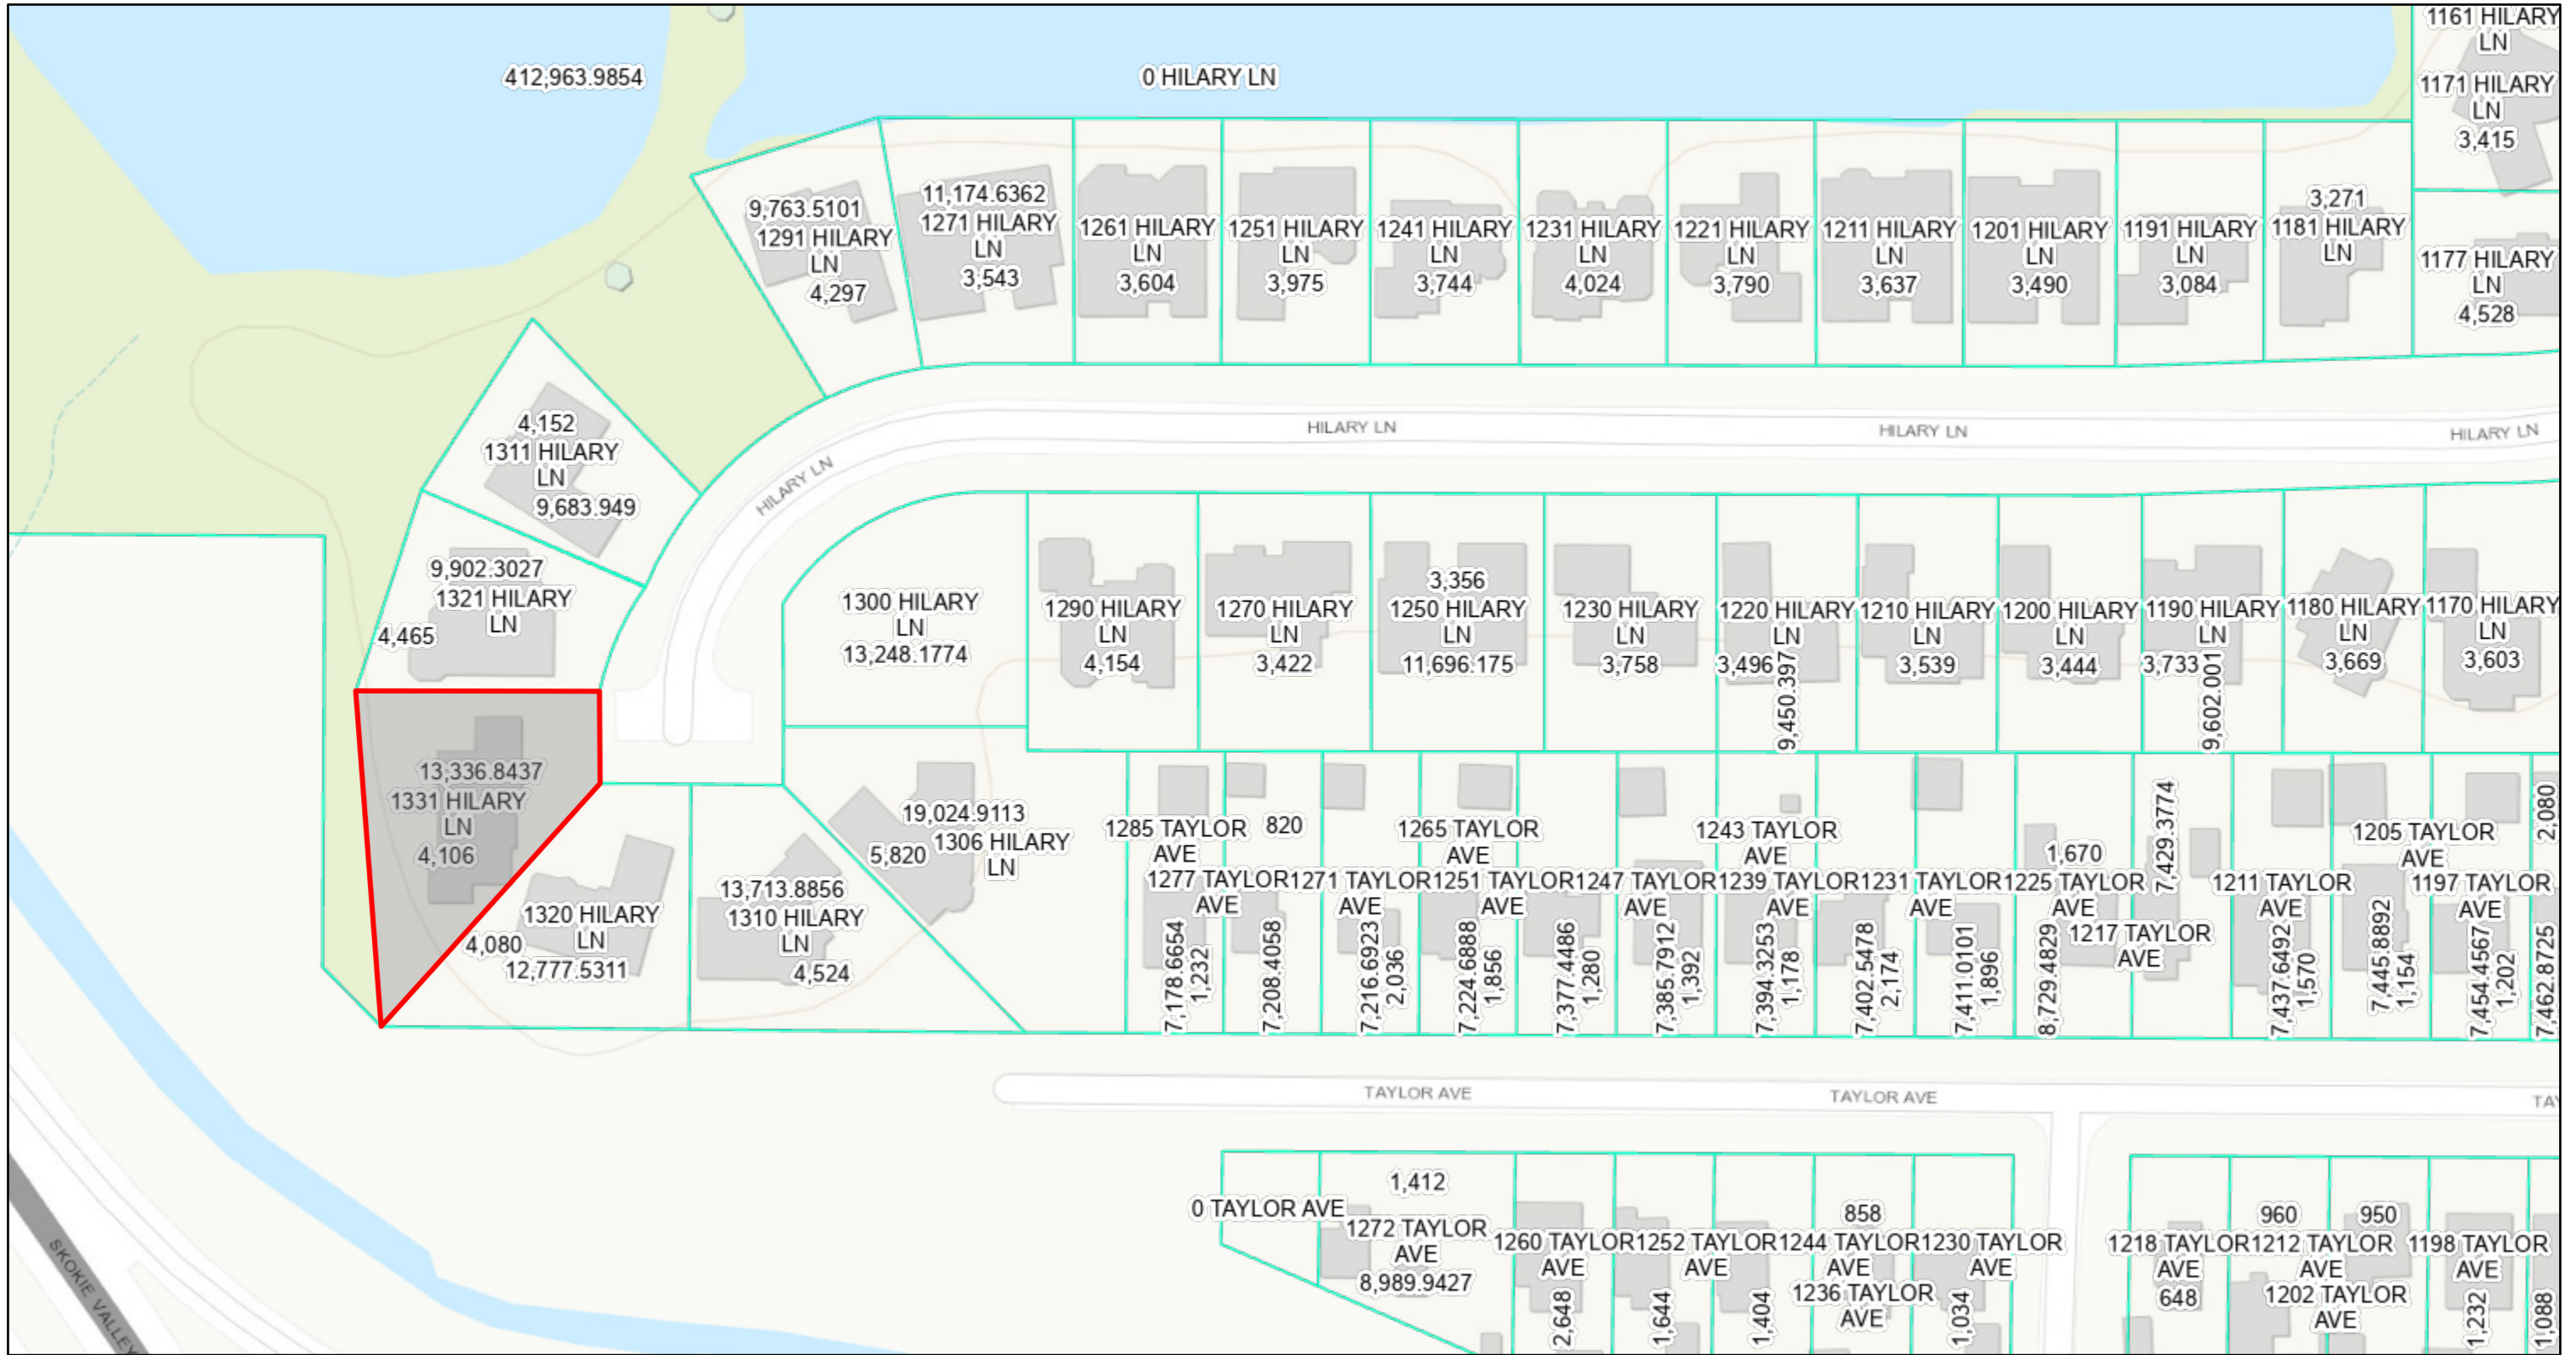 412,963.9854
0 HILARY LN
1161 HILARY
LN
1171 HILARY
LN
3,415
9,763.5101
1291 HILARY
LN
4,297
11,174.6362
1271 HILARY
LN
3,543
1261 HILARY
LN
3,604
1251 HILARY
LN
3,975
1241 HILARY
LN
3,744
1231 HILARY
LN
4,024
1221 HILARY
LN
3,790
1211 HILARY
LN
3,637
1201 HILARY
LN
3,490
1191 HILARY
LN
3,084
3,271
1181 HILARY
LN
1177 HILARY
LN
4,528
HILARY LN
HILARY LN
HILARY LN
HILARY LN
4,152
1311 HILARY
LN
9,683.949
9,902.3027
1321 HILARY
LN
4,465
1300 HILARY
LN
13,248.1774
1290 HILARY
LN
4,154
1270 HILARY
LN
3,422
3,356
1250 HILARY
LN
11,696.175
1230 HILARY
LN
3,758
1220 HILARY
LN
3,496
9,450.397
1210 HILARY
LN
3,539
1200 HILARY
LN
3,444
1190 HILARY
LN
3,733
9,602.001
1180 HILARY
LN
3,669
1170 HILARY
LN
3,603
13,336.8437
1331 HILARY
LN
4,106
1320 HILARY
LN
4,080
12,777.5311
13,713.8856
1310 HILARY
LN
4,524
19,024.9113
1306 HILARY
LN
5,820
1285 TAYLOR
AVE
7,178.6654
1,232
820
1277 TAYLOR
AVE
7,208.4058
1271 TAYLOR
AVE
7,216.6923
2,036
1265 TAYLOR
AVE
7,224.6888
1,856
1251 TAYLOR
AVE
7,377.4486
1,280
1247 TAYLOR
AVE
7,385.7912
1,392
1243 TAYLOR
AVE
7,394.3253
1,178
1239 TAYLOR
AVE
7,402.5478
2,174
1231 TAYLOR
AVE
7,411.0101
1,896
1,670
1225 TAYLOR
AVE
8,729.4829
7,429.3774
1217 TAYLOR
AVE
1211 TAYLOR
AVE
7,437.6492
1,570
1205 TAYLOR
AVE
7,445.8892
1,154
1197 TAYLOR
AVE
7,454.4567
1,202
2,080
7,462.8725
TAYLOR AVE
TAYLOR AVE
TAY
0 TAYLOR AVE
1,412
1272 TAYLOR
AVE
8,989.9427
1260 TAYLOR
AVE
2,648
1252 TAYLOR
AVE
1,644
1244 TAYLOR
AVE
1,404
858
1236 TAYLOR
AVE
1230 TAYLOR
AVE
1,034
1218 TAYLOR
AVE
648
960
1212 TAYLOR
AVE
950
1202 TAYLOR
AVE
1198 TAYLOR
AVE
1,232
1,088
SKOKIE VALLEY